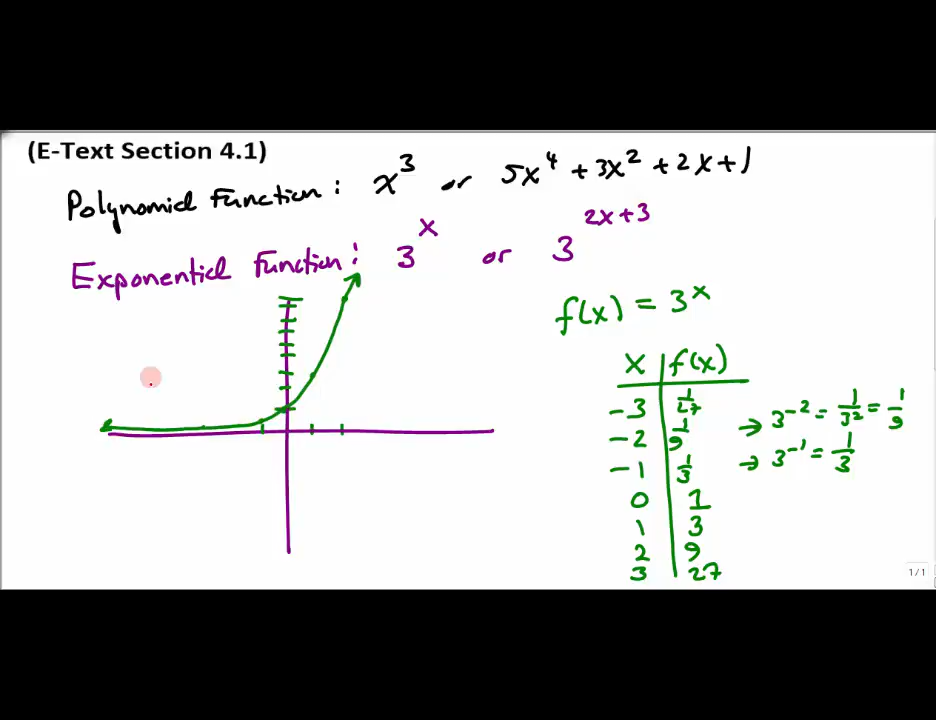 (E-Text Section 4.1)
Polynomial Function: x³ or 5x⁴ + 3x² + 2x + 1
Exponential Function: 3ˣ or 3²ˣ⁺³
f(x) = 3ˣ
x f(x)
-3 1/27
-2 1/9 → 3⁻² = 1/3² = 1/9
-1 1/3 → 3⁻¹ = 1/3
0 1
1 3
2 9
3 27
1/1